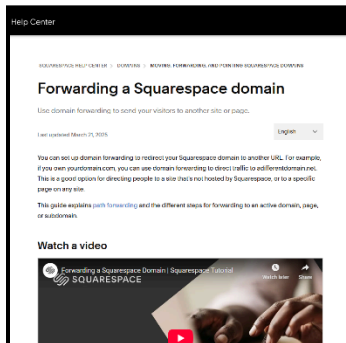 Help Center
SQUARESPACE HELP CENTER > DOMAINS > MOVING, FORWARDING, AND POINTING SQUARESPACE DOMAINS
Forwarding a Squarespace domain
Use domain forwarding to send your visitors to another site or page.
Last updated March 21, 2025
English
You can set up domain forwarding to redirect your Squarespace domain to another URL. For example,
if you own yourdomain.com, you can use domain forwarding to direct traffic to adifferentdomain.net.
This is a good option for directing people to a site that's not hosted by Squarespace, or to a specific
page on any site.
This guide explains path forwarding and the different steps for forwarding to an active domain, page,
or subdomain.
Watch a video
Forwarding a Squarespace Domain | Squarespace Tutorial
Watch later
Share
SQUARESPACE